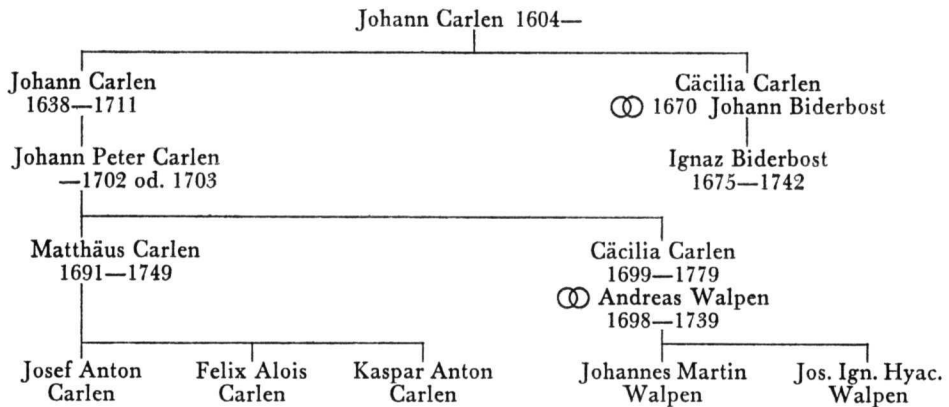 Johann Carlen 1604—
Johann Carlen
1638—1711
Cäcilia Carlen
1670 Johann Biderbost
Johann Peter Carlen
—1702 od. 1703
Ignaz Biderbost
1675—1742
Matthäus Carlen
1691—1749
Cäcilia Carlen
1699—1779
Andreas Walpen
1698—1739
Josef Anton
Carlen
Felix Alois
Carlen
Kaspar Anton
Carlen
Johannes Martin
Walpen
Jos. Ign. Hyac.
Walpen